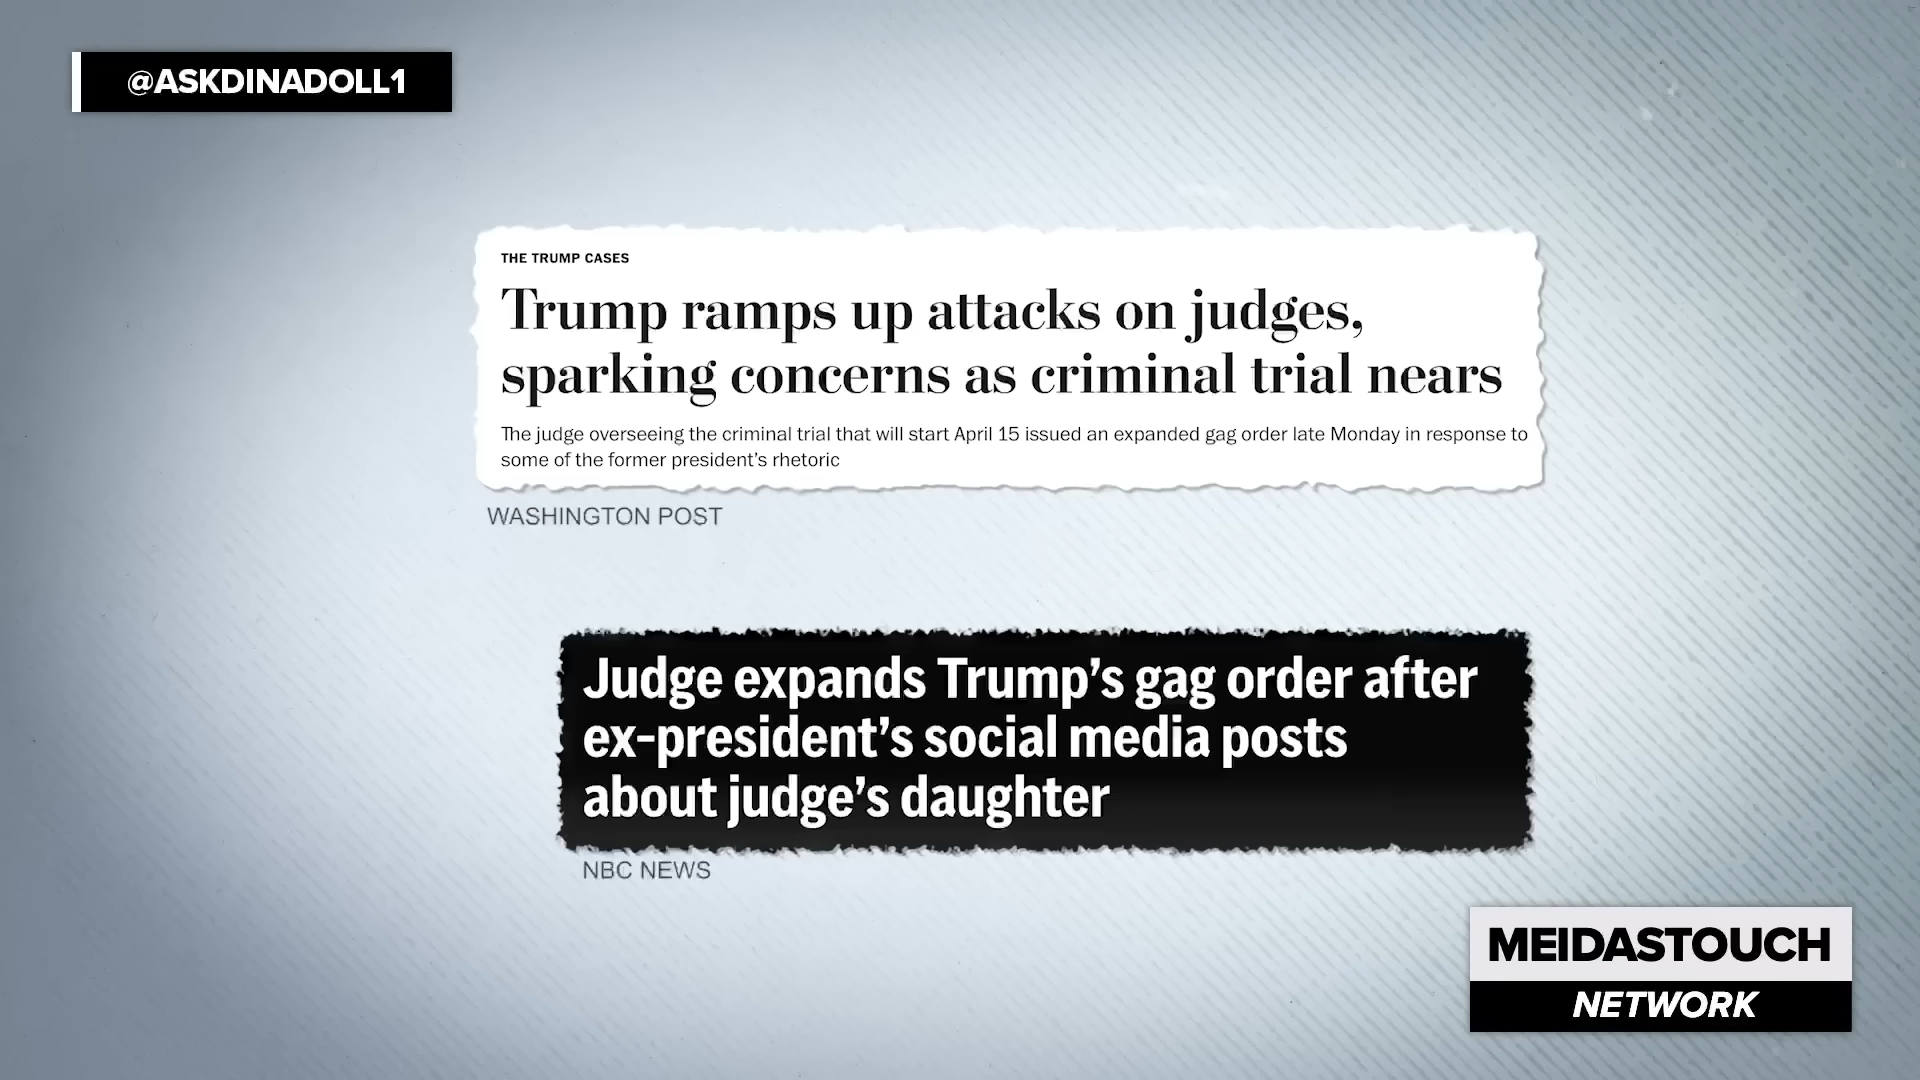 @ASKDINADOLL1
THE TRUMP CASES
Trump ramps up attacks on judges,
sparking concerns as criminal trial nears
The judge overseeing the criminal trial that will start April 15 issued an expanded gag order late Monday in response to
some of the former president’s rhetoric
WASHINGTON POST
Judge expands Trump’s gag order after
ex-president’s social media posts
about judge’s daughter
NBC NEWS
MEIDASTOUCH
NETWORK